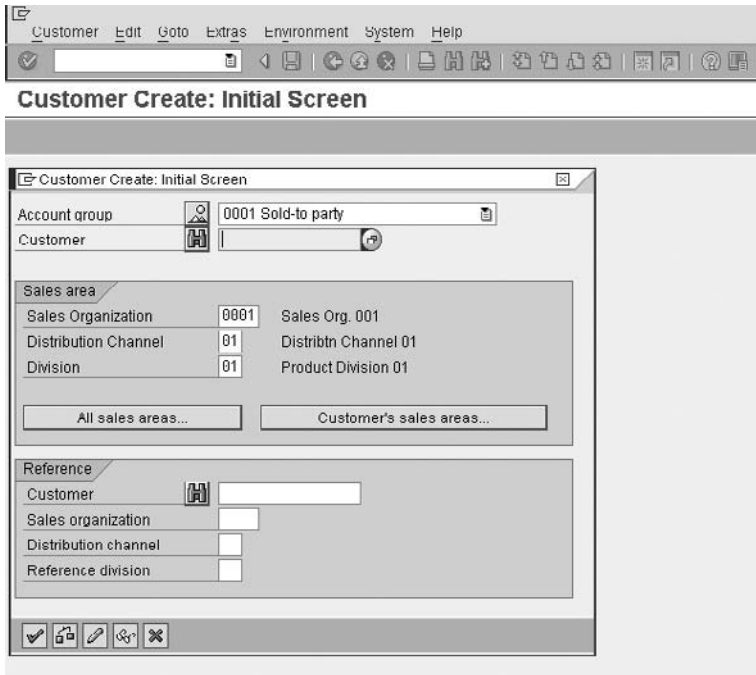 Customer Edit Goto Extras Environment System Help
Customer Create: Initial Screen
Customer Create: Initial Screen
Account group 0001 Sold-to party
Customer
Sales area
Sales Organization 0001 Sales Org. 001
Distribution Channel 01 Distribtn Channel 01
Division 01 Product Division 01
All sales areas... Customer's sales areas...
Reference
Customer
Sales organization
Distribution channel
Reference division